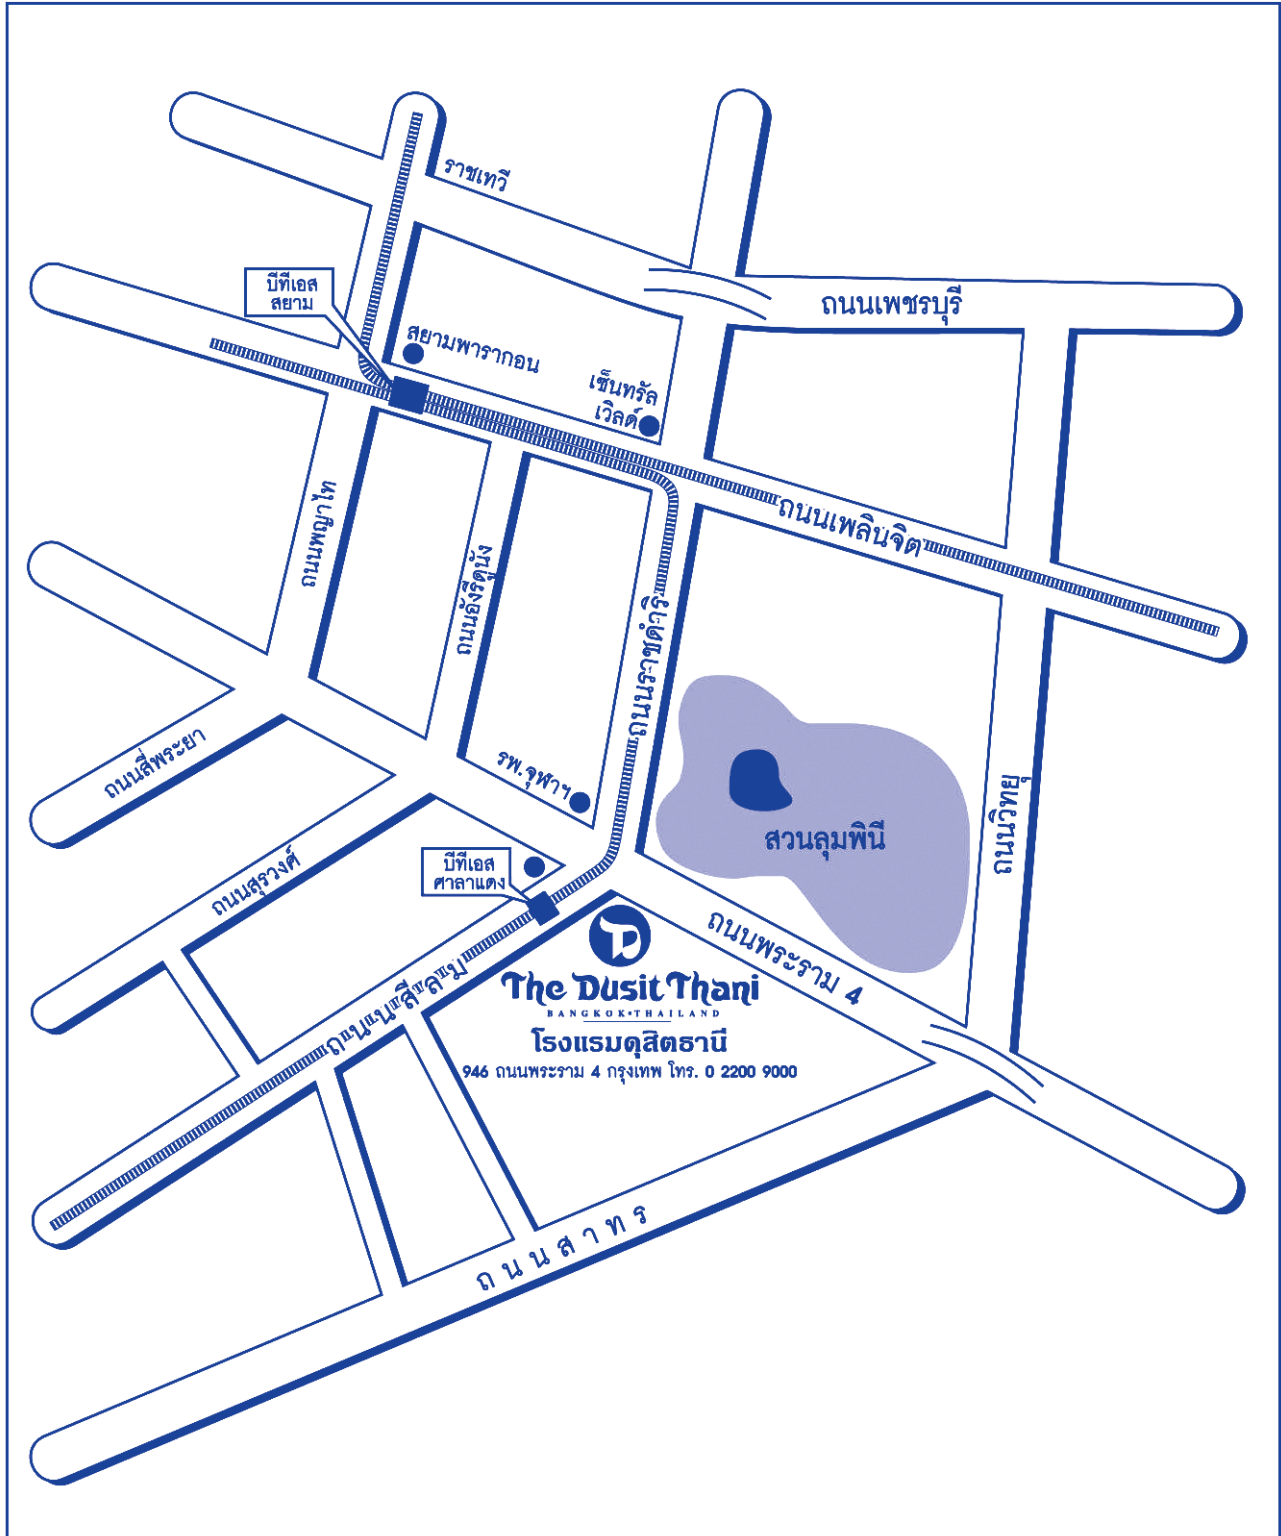 ราชเทวี
บีทีเอส
สยาม
ถนนเพชรบุรี
สยามพารากอน
เซ็นทรัล
เวิลด์
ถนนเพลินจิต
ถนนพญาไท
ถนนอังรีดูนัง
ถนนราชดำริ
ถนนสี่พระยา
รพ.จุฬาฯ
สวนลุมพินี
ถนนวิทยุ
ถนนสุรวงศ์
บีทีเอส
ศาลาแดง
ถนนพระราม 4
ถนนสีลม
The Dusit Thani
BANGKOK•THAILAND
โรงแรมดุสิตธานี
946 ถนนพระราม 4 กรุงเทพ โทร. 0 2200 9000
ถนนสาทร